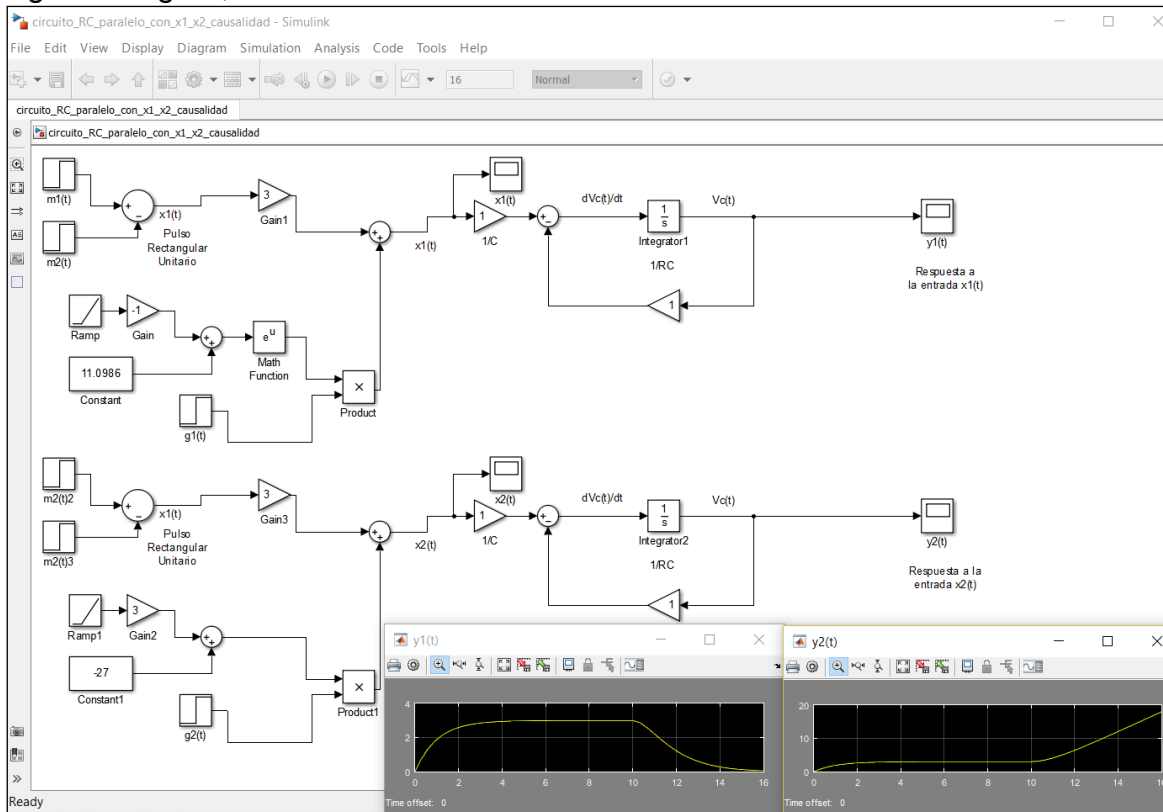 circuito_RC_paralelo_con_x1_x2_causalidad - Simulink
File Edit View Display Diagram Simulation Analysis Code Tools Help
16
Normal
circuito_RC_paralelo_con_x1_x2_causalidad
circuito_RC_paralelo_con_x1_x2_causalidad
m1(t)
m2(t)
x1(t)
Pulso
Rectangular
Unitario
3
Gain1
x1(t)
x1(t)
1
1/C
dVc(t)/dt
1
s
Integrator1
1/RC
1
Vc(t)
y1(t)
Respuesta a
la entrada x1(t)
Ramp
-1
Gain
e^u
Math
Function
11.0986
Constant
×
Product
g1(t)
m2(t)2
m2(t)3
x1(t)
Pulso
Rectangular
Unitario
3
Gain3
x2(t)
x2(t)
1
1/C
dVc(t)/dt
1
s
Integrator2
1/RC
1
Vc(t)
y2(t)
Respuesta a la
entrada x2(t)
Ramp1
3
Gain2
-27
Constant1
×
Product1
g2(t)
y1(t)
4
2
0
0 2 4 6 8 10 12 14 16
Time offset: 0
y2(t)
20
10
0
0 2 4 6 8 10 12 14
Time offset: 0
Ready